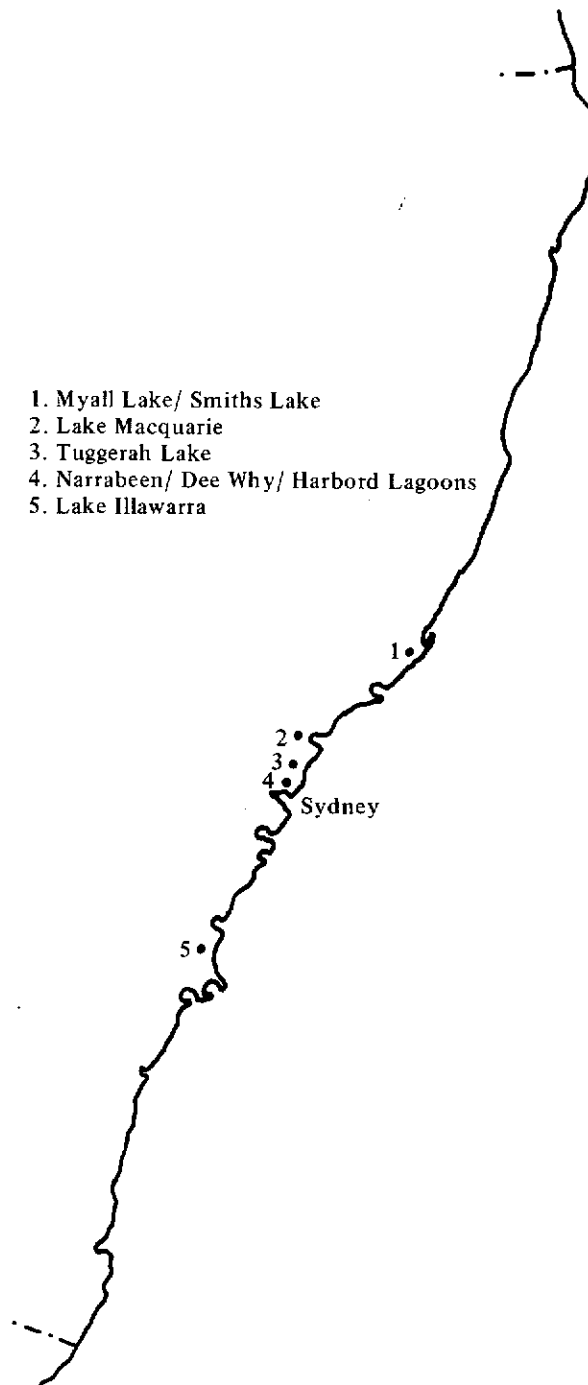 1. Myall Lake/ Smiths Lake
2. Lake Macquarie
3. Tuggerah Lake
4. Narrabeen/ Dee Why/ Harbord Lagoons
5. Lake Illawarra
1
2
3
4
Sydney
5